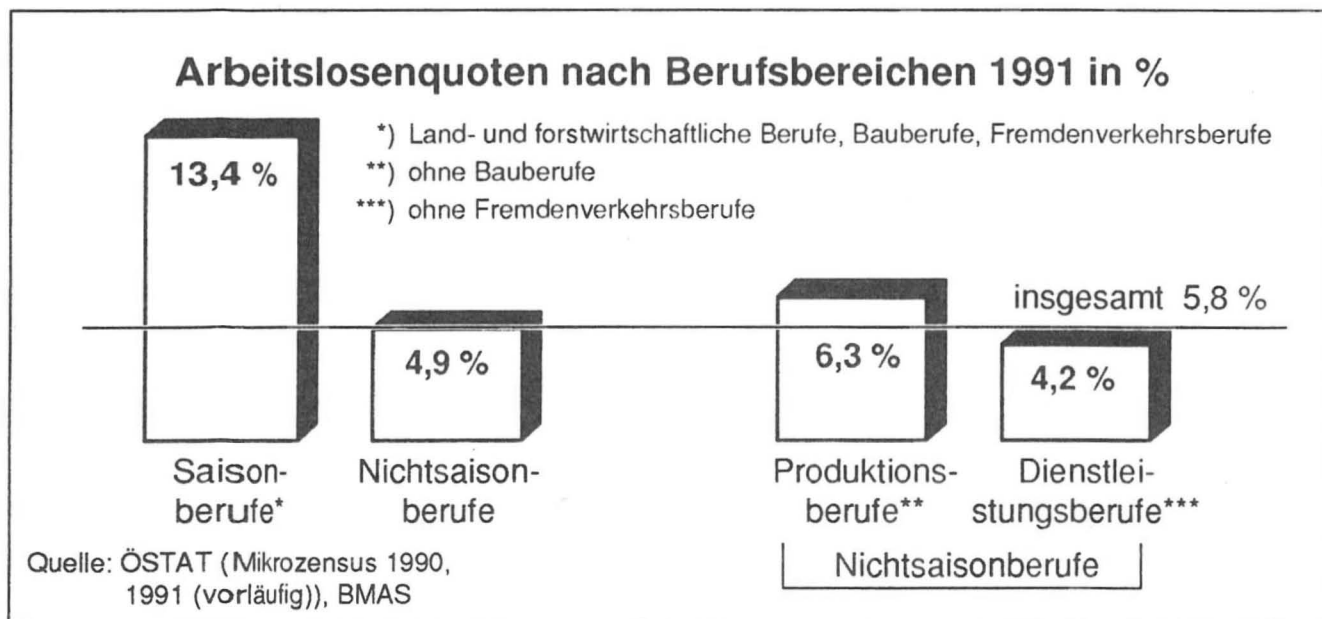 Arbeitslosenquoten nach Berufsbereichen 1991 in %
*) Land- und forstwirtschaftliche Berufe, Bauberufe, Fremdenverkehrsberufe
**) ohne Bauberufe
***) ohne Fremdenverkehrsberufe
13,4 %
4,9 %
6,3 %
4,2 %
insgesamt 5,8 %
Saison-
berufe*
Nichtsaison-
berufe
Produktions-
berufe**
Dienstlei-
stungsberufe***
Nichtsaisonberufe
Quelle: ÖSTAT (Mikrozensus 1990,
1991 (vorläufig)), BMAS